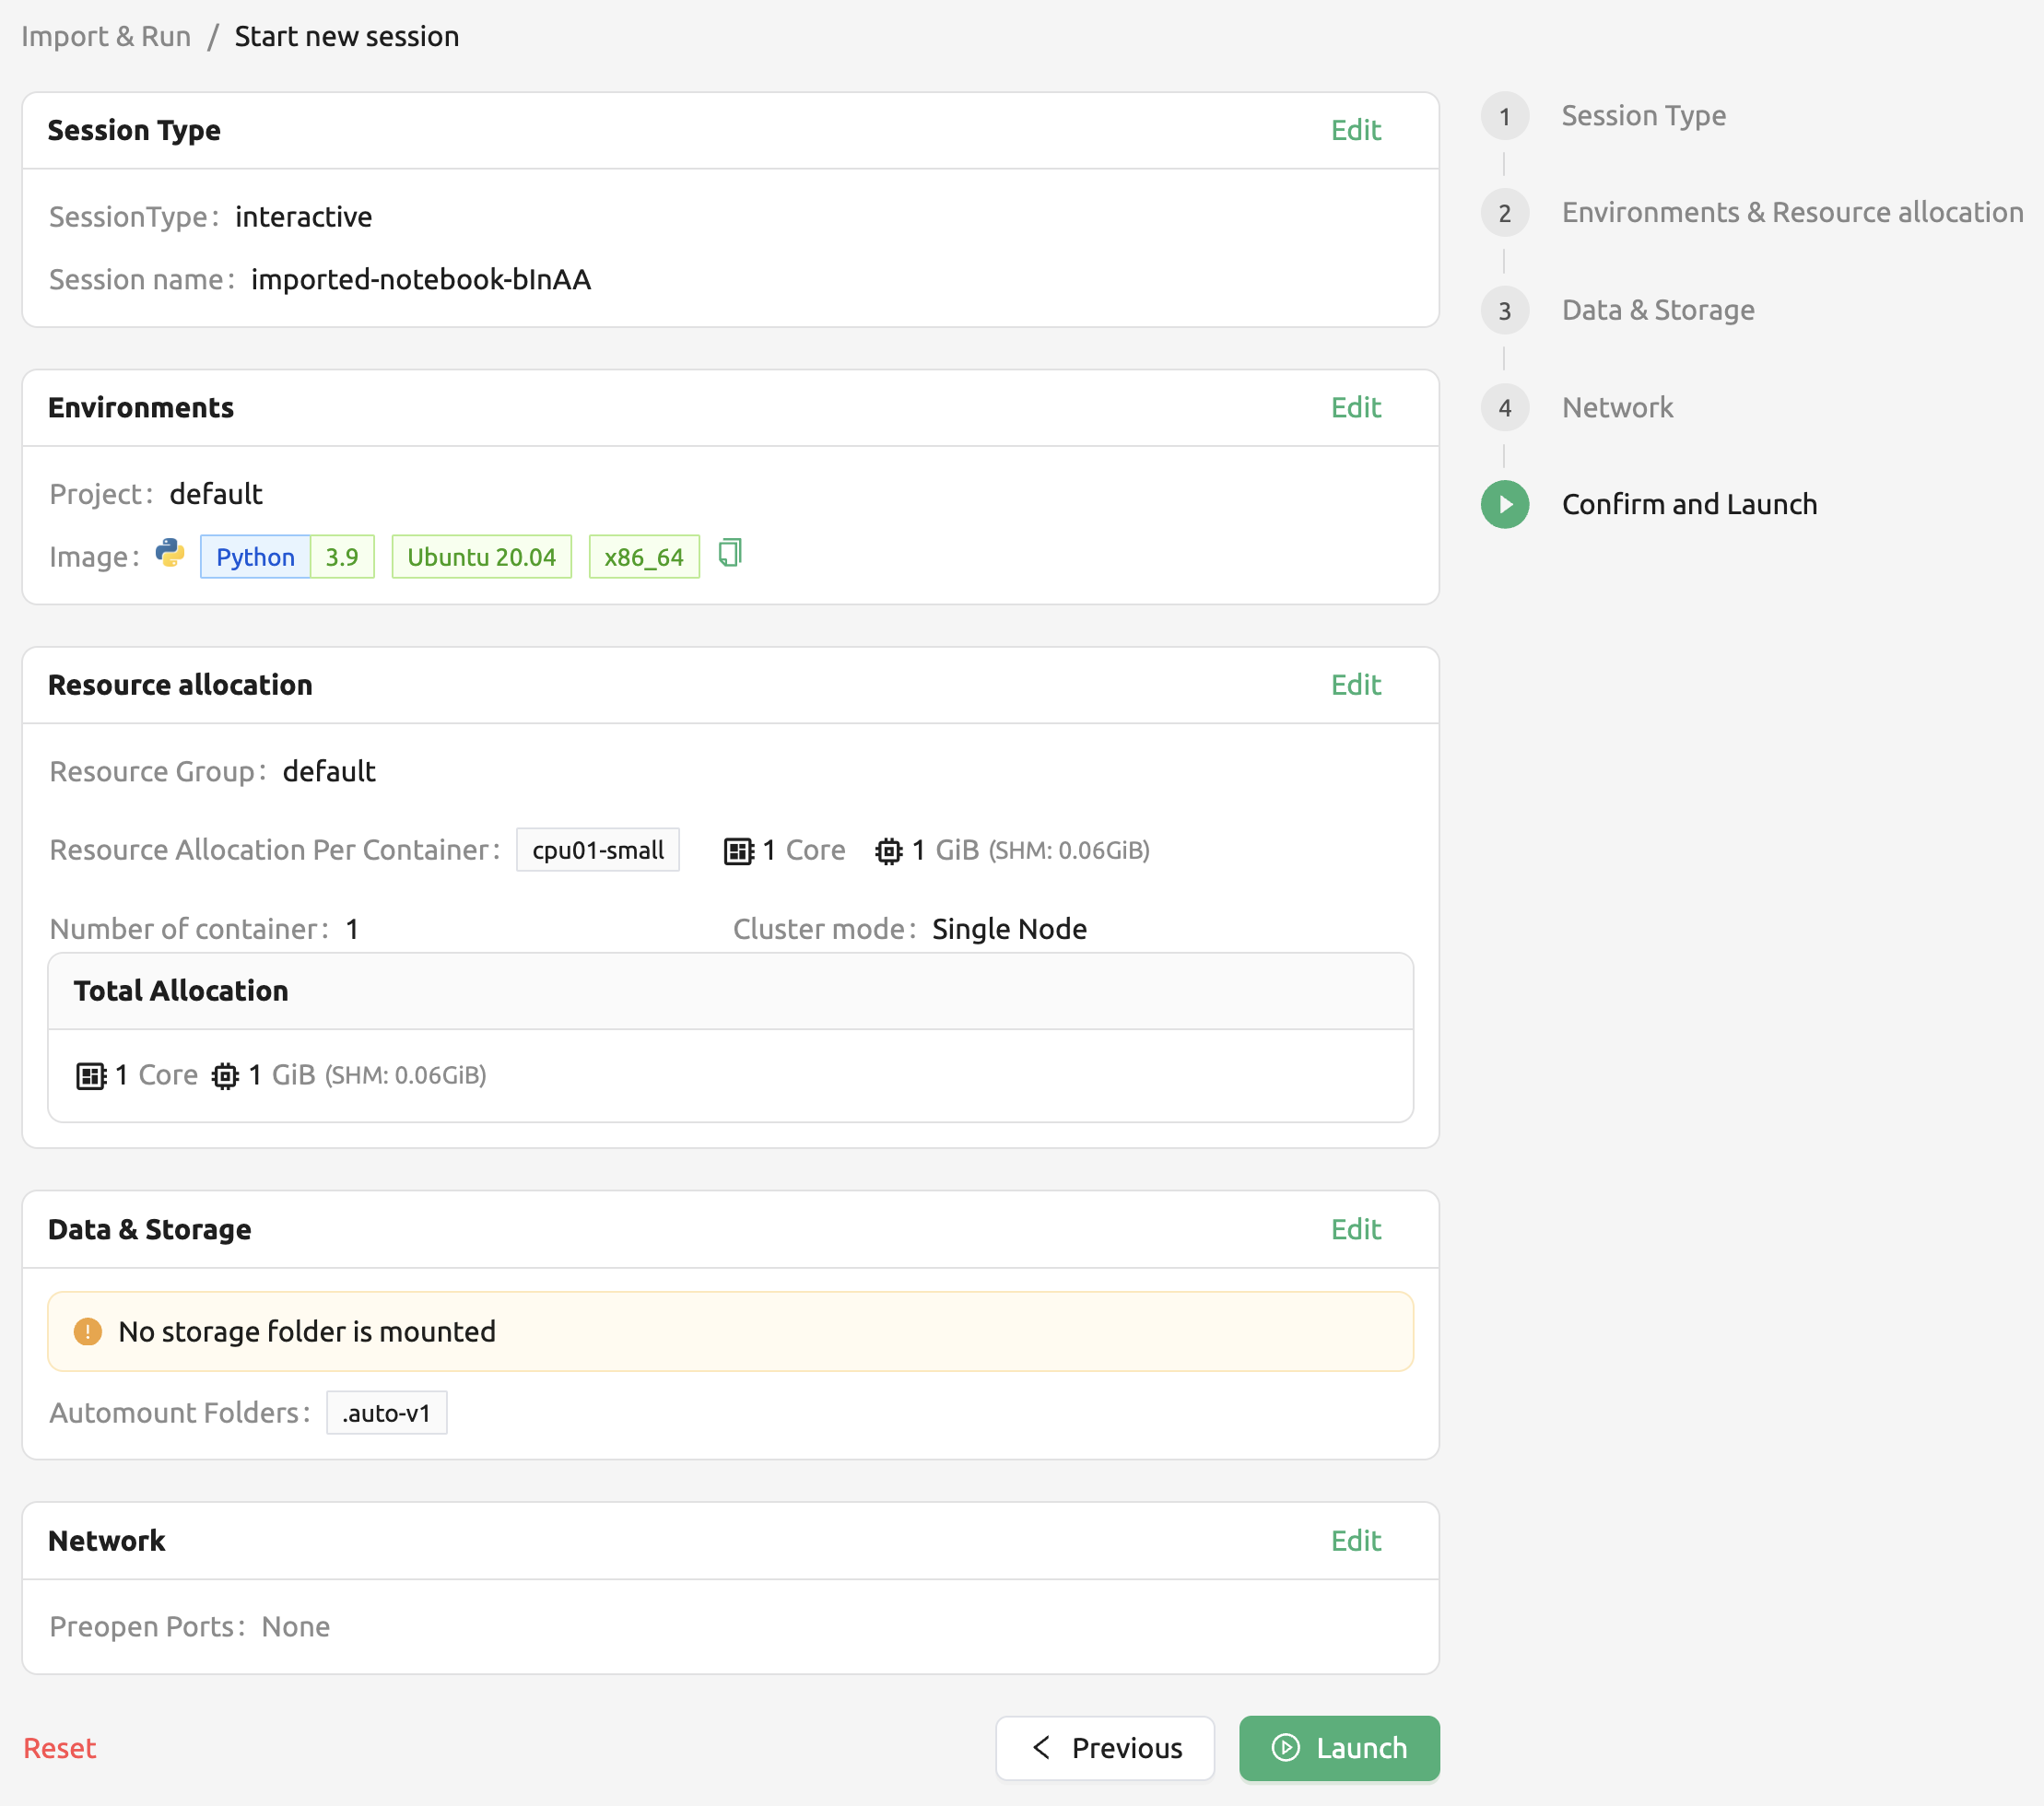 Import & Run / Start new session
Session Type Edit
SessionType: interactive
Session name: imported-notebook-bInAA
Environments Edit
Project: default
Image: Python 3.9 Ubuntu 20.04 x86_64
Resource allocation Edit
Resource Group: default
Resource Allocation Per Container: cpu01-small 1 Core 1 GiB (SHM: 0.06GiB)
Number of container: 1 Cluster mode: Single Node
Total Allocation
1 Core 1 GiB (SHM: 0.06GiB)
Data & Storage Edit
No storage folder is mounted
Automount Folders: .auto-v1
Network Edit
Preopen Ports: None
Reset Previous Launch
1 Session Type
2 Environments & Resource allocation
3 Data & Storage
4 Network
Confirm and Launch